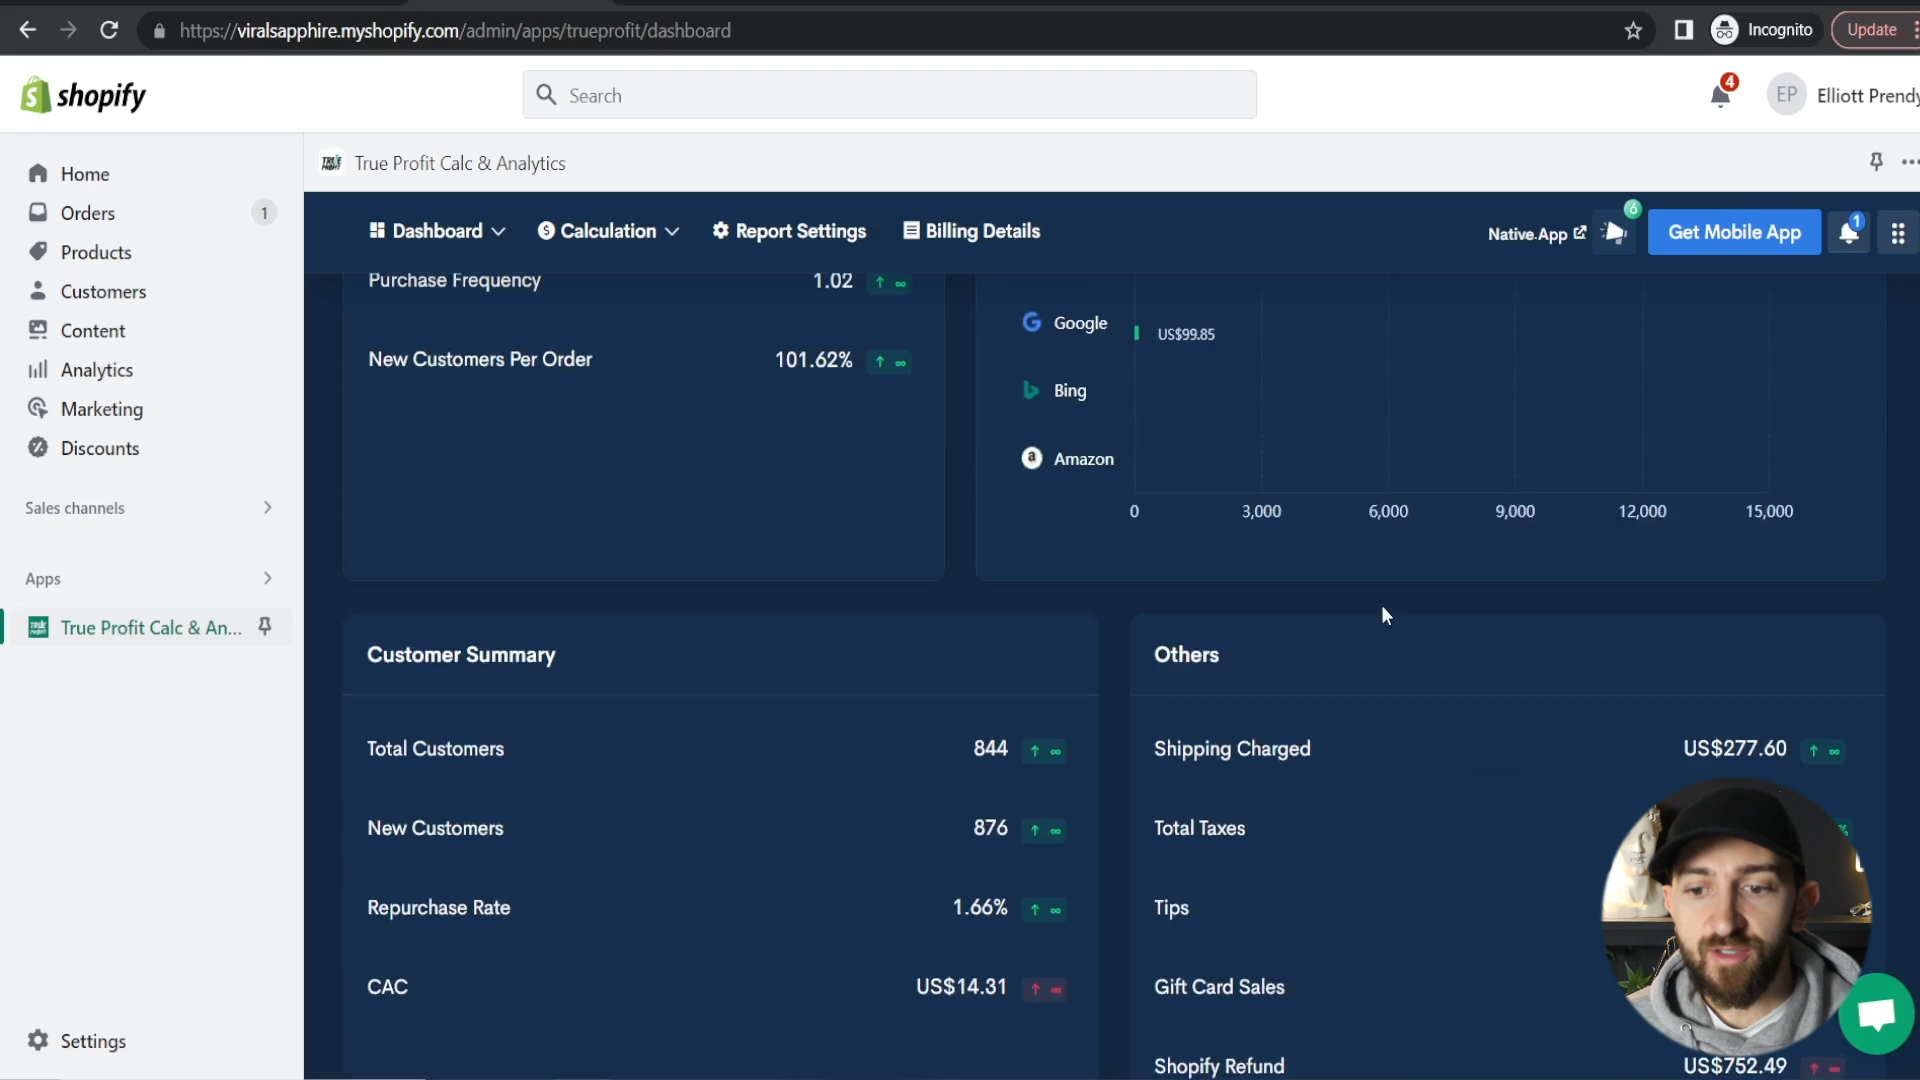 https://viralsapphire.myshopify.com/admin/apps/trueprofit/dashboard
Incognito
Update
shopify
Search
4
EP
Elliott Prendy
Home
Orders
1
Products
Customers
Content
Analytics
Marketing
Discounts
Sales channels
Apps
True Profit Calc & An...
Settings
TRUE PROFIT
True Profit Calc & Analytics
Dashboard
Calculation
Report Settings
Billing Details
Native App
6
Get Mobile App
1
Purchase Frequency
1.02
↑ ∞
New Customers Per Order
101.62%
↑ ∞
Google
US$99.85
Bing
Amazon
0
3,000
6,000
9,000
12,000
15,000
Customer Summary
Total Customers
844
↑ ∞
New Customers
876
↑ ∞
Repurchase Rate
1.66%
↑ ∞
CAC
US$14.31
↑ ∞
Others
Shipping Charged
US$277.60
↑ ∞
Total Taxes
%
Tips
Gift Card Sales
Shopify Refund
US$752.49
↑ ∞